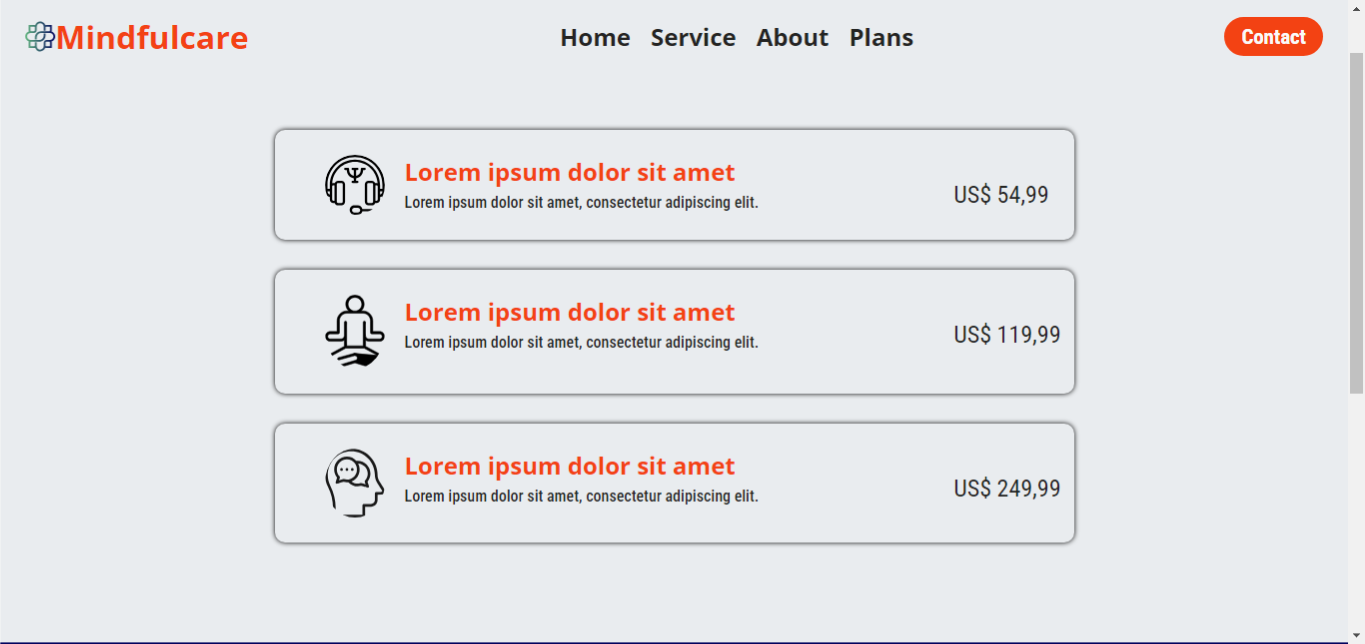 Mindfulcare
Home Service About Plans
Contact
Lorem ipsum dolor sit amet
Lorem ipsum dolor sit amet, consectetur adipiscing elit.
US$ 54,99
Lorem ipsum dolor sit amet
Lorem ipsum dolor sit amet, consectetur adipiscing elit.
US$ 119,99
Lorem ipsum dolor sit amet
Lorem ipsum dolor sit amet, consectetur adipiscing elit.
US$ 249,99